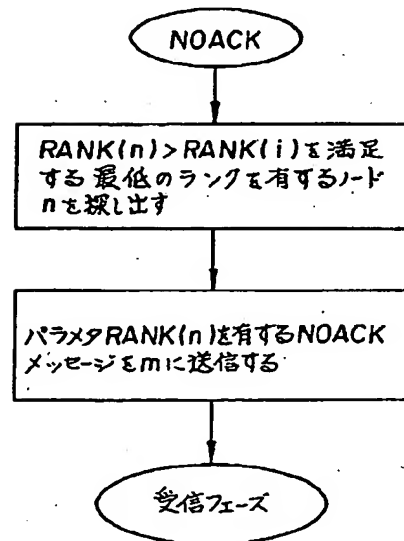 NOACK
RANK(n)>RANK(i)を満足
する最低のランクを有するノード
nを探し出す
パラメタRANK(n)を有するNOACK
メッセージをmに送信する
受信フェーズ